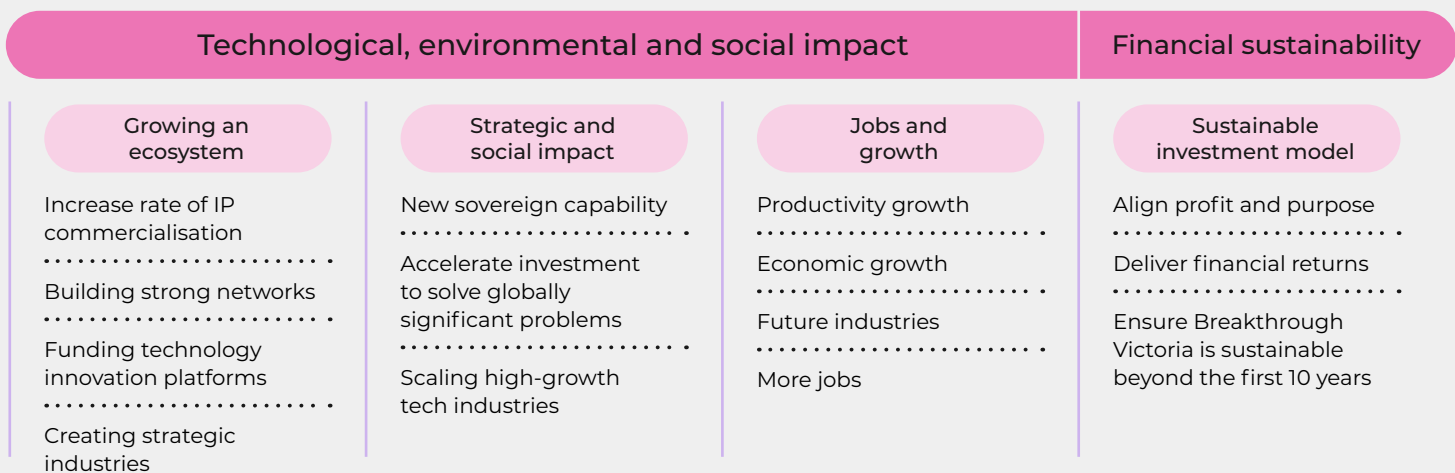 Technological, environmental and social impact
Financial sustainability
Growing an
ecosystem
Increase rate of IP
commercialisation
Building strong networks
Funding technology
innovation platforms
Creating strategic
industries
Strategic and
social impact
New sovereign capability
Accelerate investment
to solve globally
significant problems
Scaling high-growth
tech industries
Jobs and
growth
Productivity growth
Economic growth
Future industries
More jobs
Sustainable
investment model
Align profit and purpose
Deliver financial returns
Ensure Breakthrough
Victoria is sustainable
beyond the first 10 years